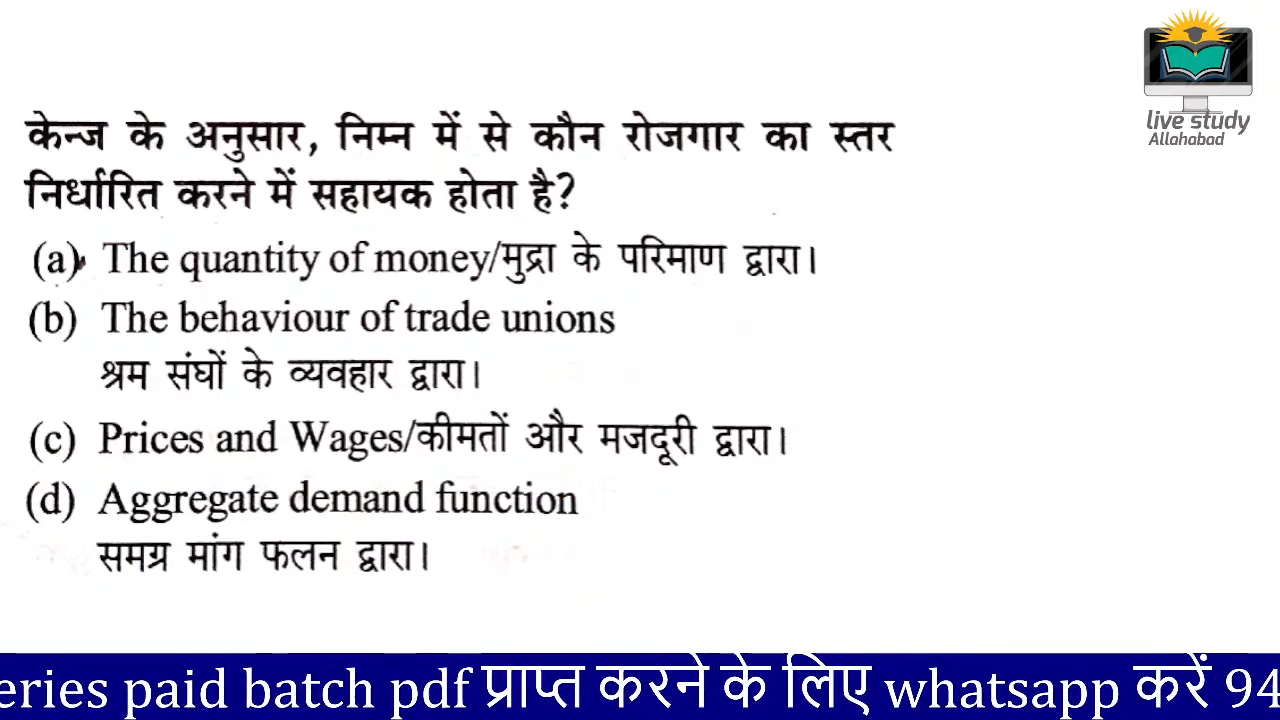 live study
Allahabad
केन्ज के अनुसार, निम्न में से कौन रोजगार का स्तर
निर्धारित करने में सहायक होता है?
(a) The quantity of money/मुद्रा के परिमाण द्वारा।
(b) The behaviour of trade unions
श्रम संघों के व्यवहार द्वारा।
(c) Prices and Wages/कीमतों और मजदूरी द्वारा।
(d) Aggregate demand function
समग्र मांग फलन द्वारा।
eries paid batch pdf प्राप्त करने के लिए whatsapp करें 94